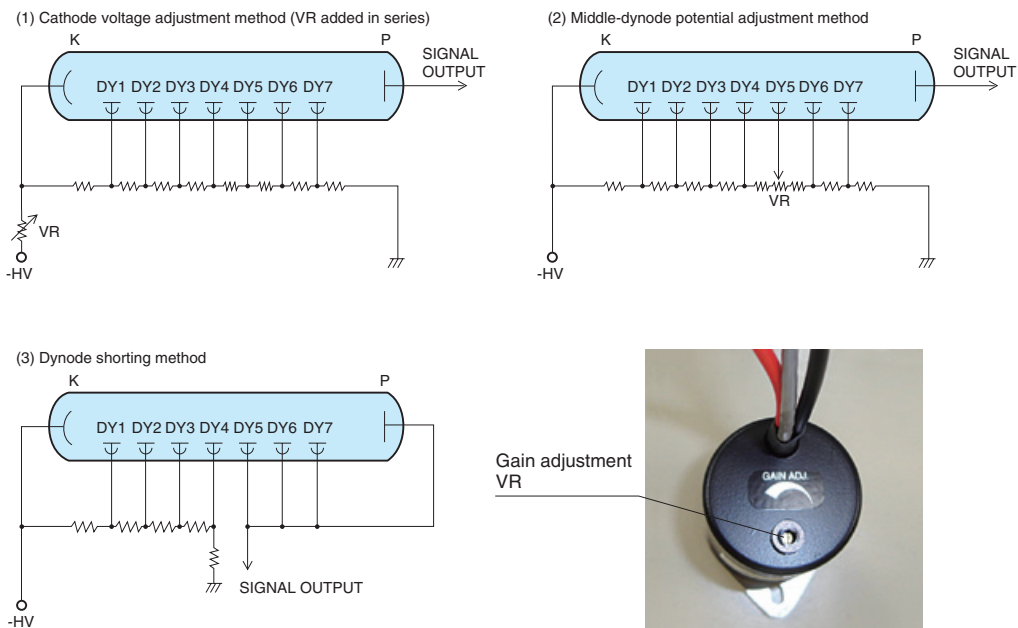 (1) Cathode voltage adjustment method (VR added in series)
K P
SIGNAL
OUTPUT
DY1 DY2 DY3 DY4 DY5 DY6 DY7
VR
-HV
(2) Middle-dynode potential adjustment method
K P
SIGNAL
OUTPUT
DY1 DY2 DY3 DY4 DY5 DY6 DY7
VR
-HV
(3) Dynode shorting method
K P
DY1 DY2 DY3 DY4 DY5 DY6 DY7
SIGNAL OUTPUT
-HV
Gain adjustment
VR
GAIN ADJ.